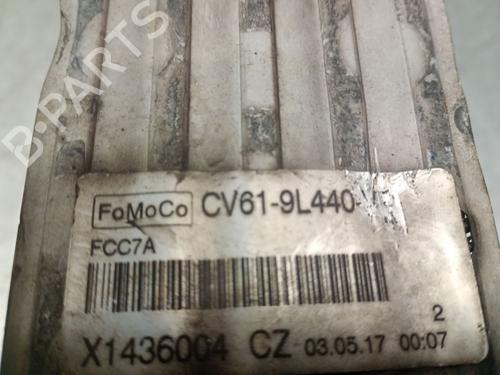 B-PARTS
FoMoCo CV61-9L440-
FCC7A
2
X1436004 CZ 03.05.17 00:07